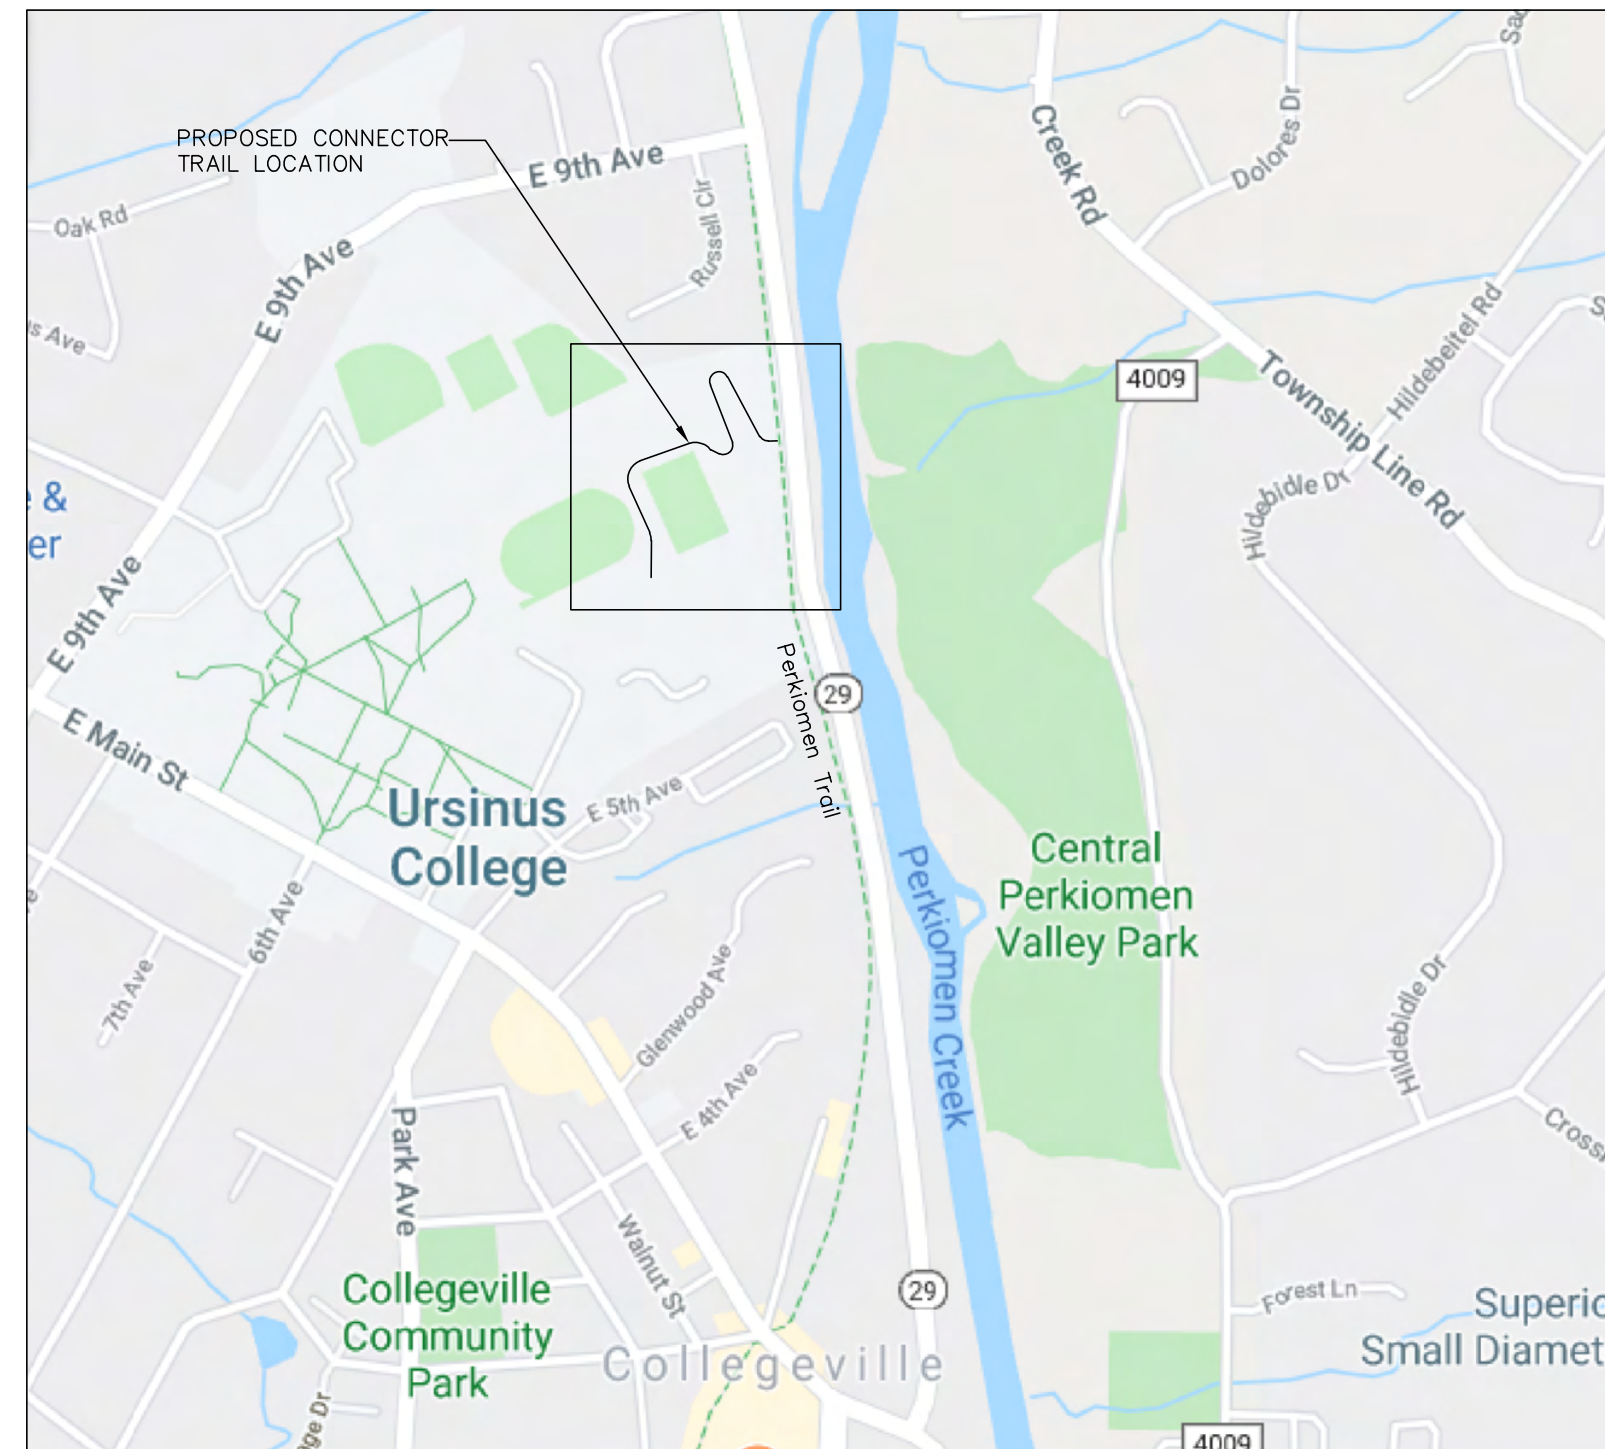 PROPOSED CONNECTOR
TRAIL LOCATION
E 9th Ave
Creek Rd
Dolores Dr
Oak Rd
Russell Cir
E 9th Ave
Ave
Hildebeitel Rd
4009
Township Line Rd
Hildebidle Dr
&
E 9th Ave
Perkiomen Trail
29
E Main St
E 5th Ave
Ursinus
College
Central
Perkiomen
Valley Park
Perkiomen Creek
6th Ave
7th Ave
Glenwood Ave
Hildebidle Dr
E 4th Ave
Park Ave
Walnut St
29
Forest Ln
Collegeville
Community
Park
Collegeville
Small
4009